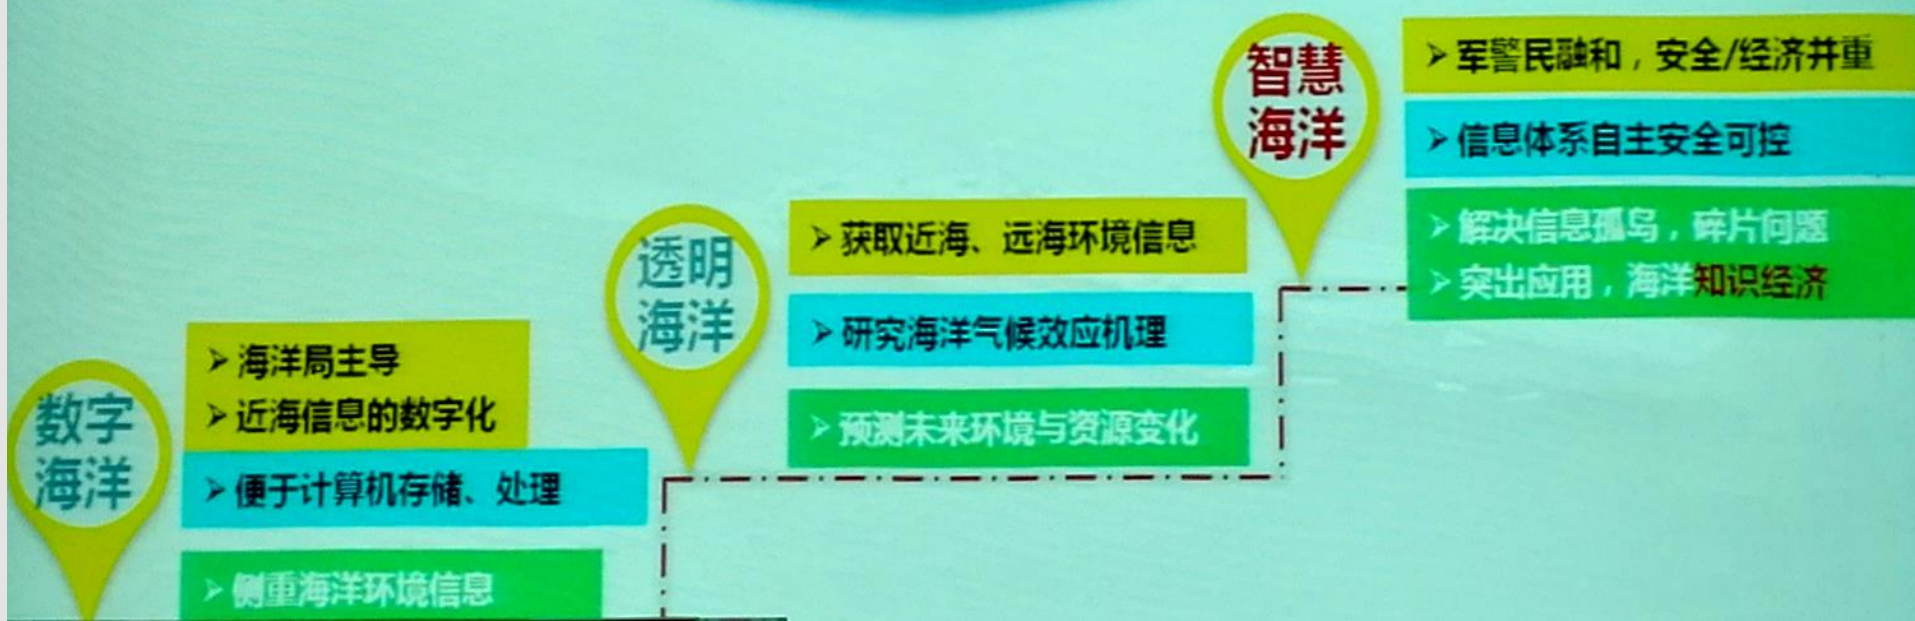 数字
海洋
海洋局主导
近海信息的数字化
便于计算机存储、处理
侧重海洋环境信息
透明
海洋
获取近海、远海环境信息
研究海洋气候效应机理
预测未来环境与资源变化
智慧
海洋
军警民融和，安全/经济并重
信息体系自主安全可控
解决信息孤岛，碎片问题
突出应用，海洋知识经济